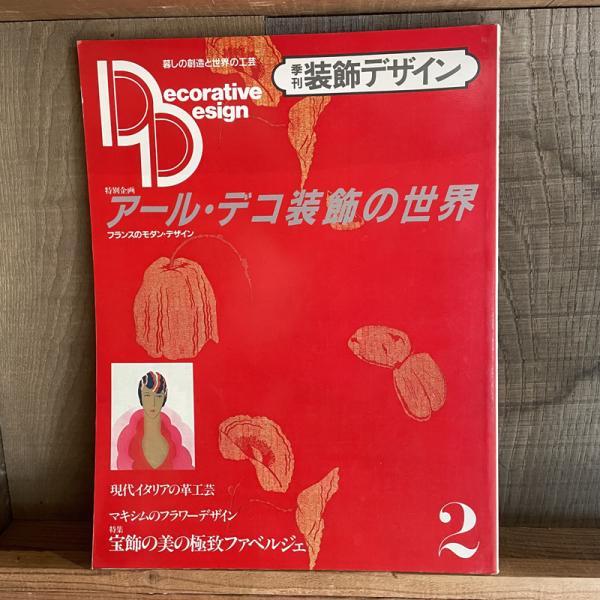 暮しの創造と世界の工芸
季刊 装飾デザイン
Decorative
Design
特別企画
アール・デコ装飾の世界
フランスのモダン・デザイン
現代イタリアの革工芸
マキシムのフラワーデザイン
特集
宝飾の美の極致ファベルジェ
2